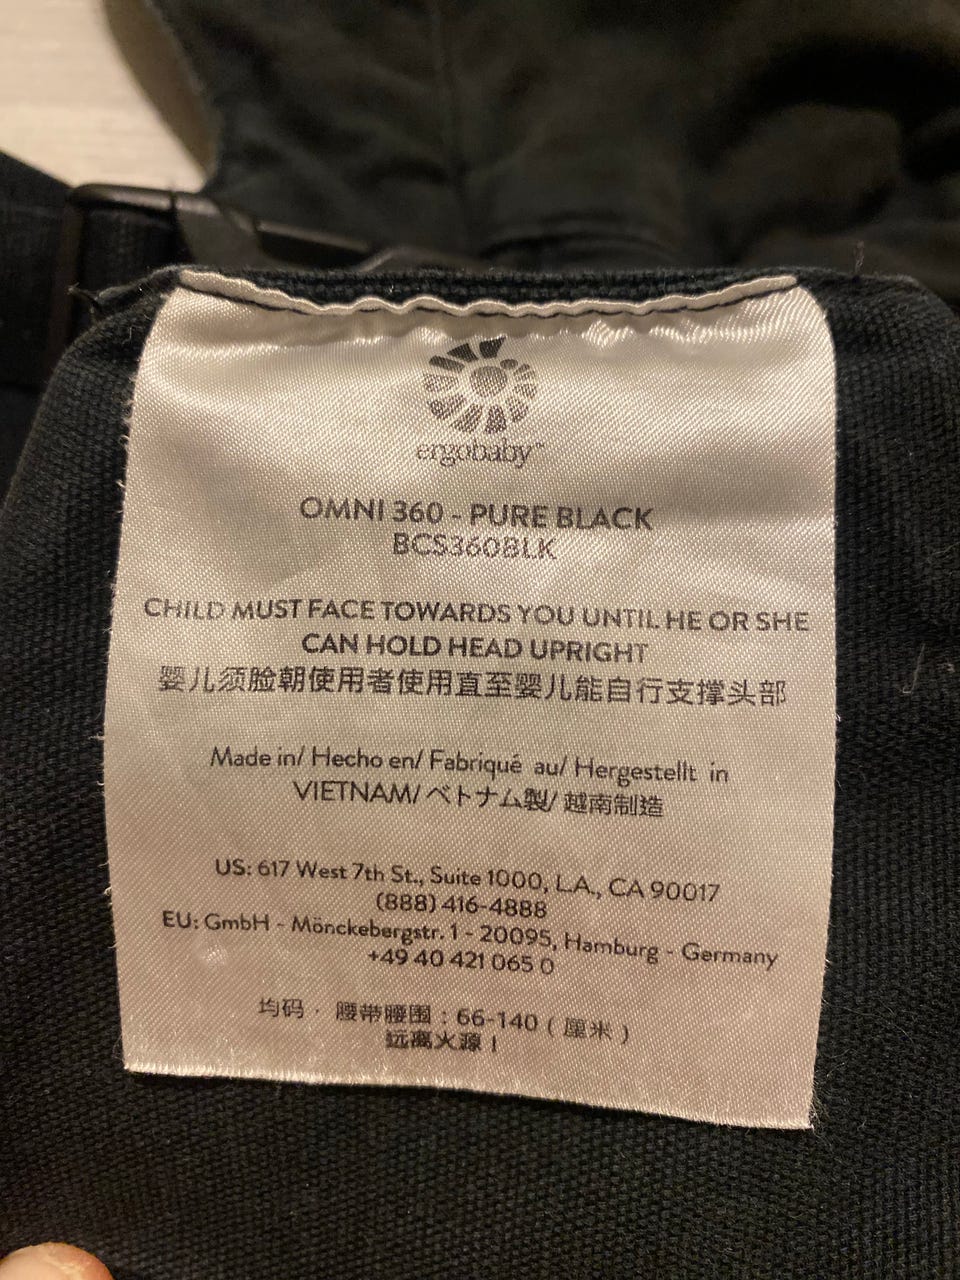 ergobaby™
OMNI 360 - PURE BLACK
BCS360BLK
CHILD MUST FACE TOWARDS YOU UNTIL HE OR SHE
CAN HOLD HEAD UPRIGHT
婴儿须脸朝使用者使用直至婴儿能自行支撑头部
Made in/ Hecho en/ Fabriqué au/ Hergestellt in
VIETNAM/ ベトナム製/ 越南制造
US: 617 West 7th St., Suite 1000, L.A., CA 90017
(888) 416-4888
EU: GmbH - Mönckebergstr. 1 - 20095, Hamburg - Germany
+49 40 421 065 0
均码 · 腰带腰围：66-140（厘米）
远离火源！